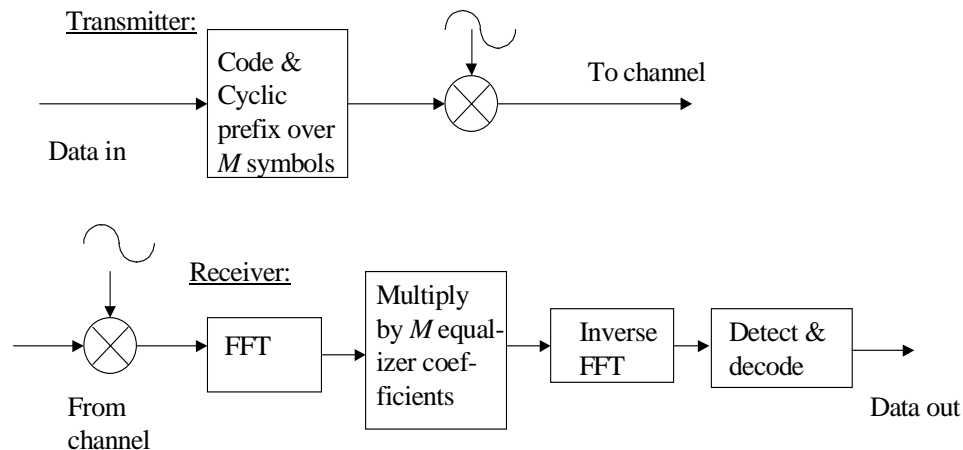 Transmitter:
Code &
Cyclic
prefix over
M symbols
To channel
Data in
Receiver:
FFT
Multiply
by M equal-
izer coef-
ficients
Inverse
FFT
Detect &
decode
From
channel
Data out